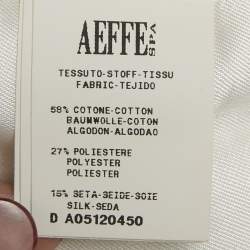 AEFFE SPA
TESSUTO-STOFF-TISSU
FABRIC-TEJIDO
58% COTONE-COTTON
BAUMWOLLE-COTON
ALGODON-ALGODAO
27% POLIESTERE
POLYESTER
POLIESTER
15% SETA-SEIDE-SOIE
SILK-SEDA
D A05120450